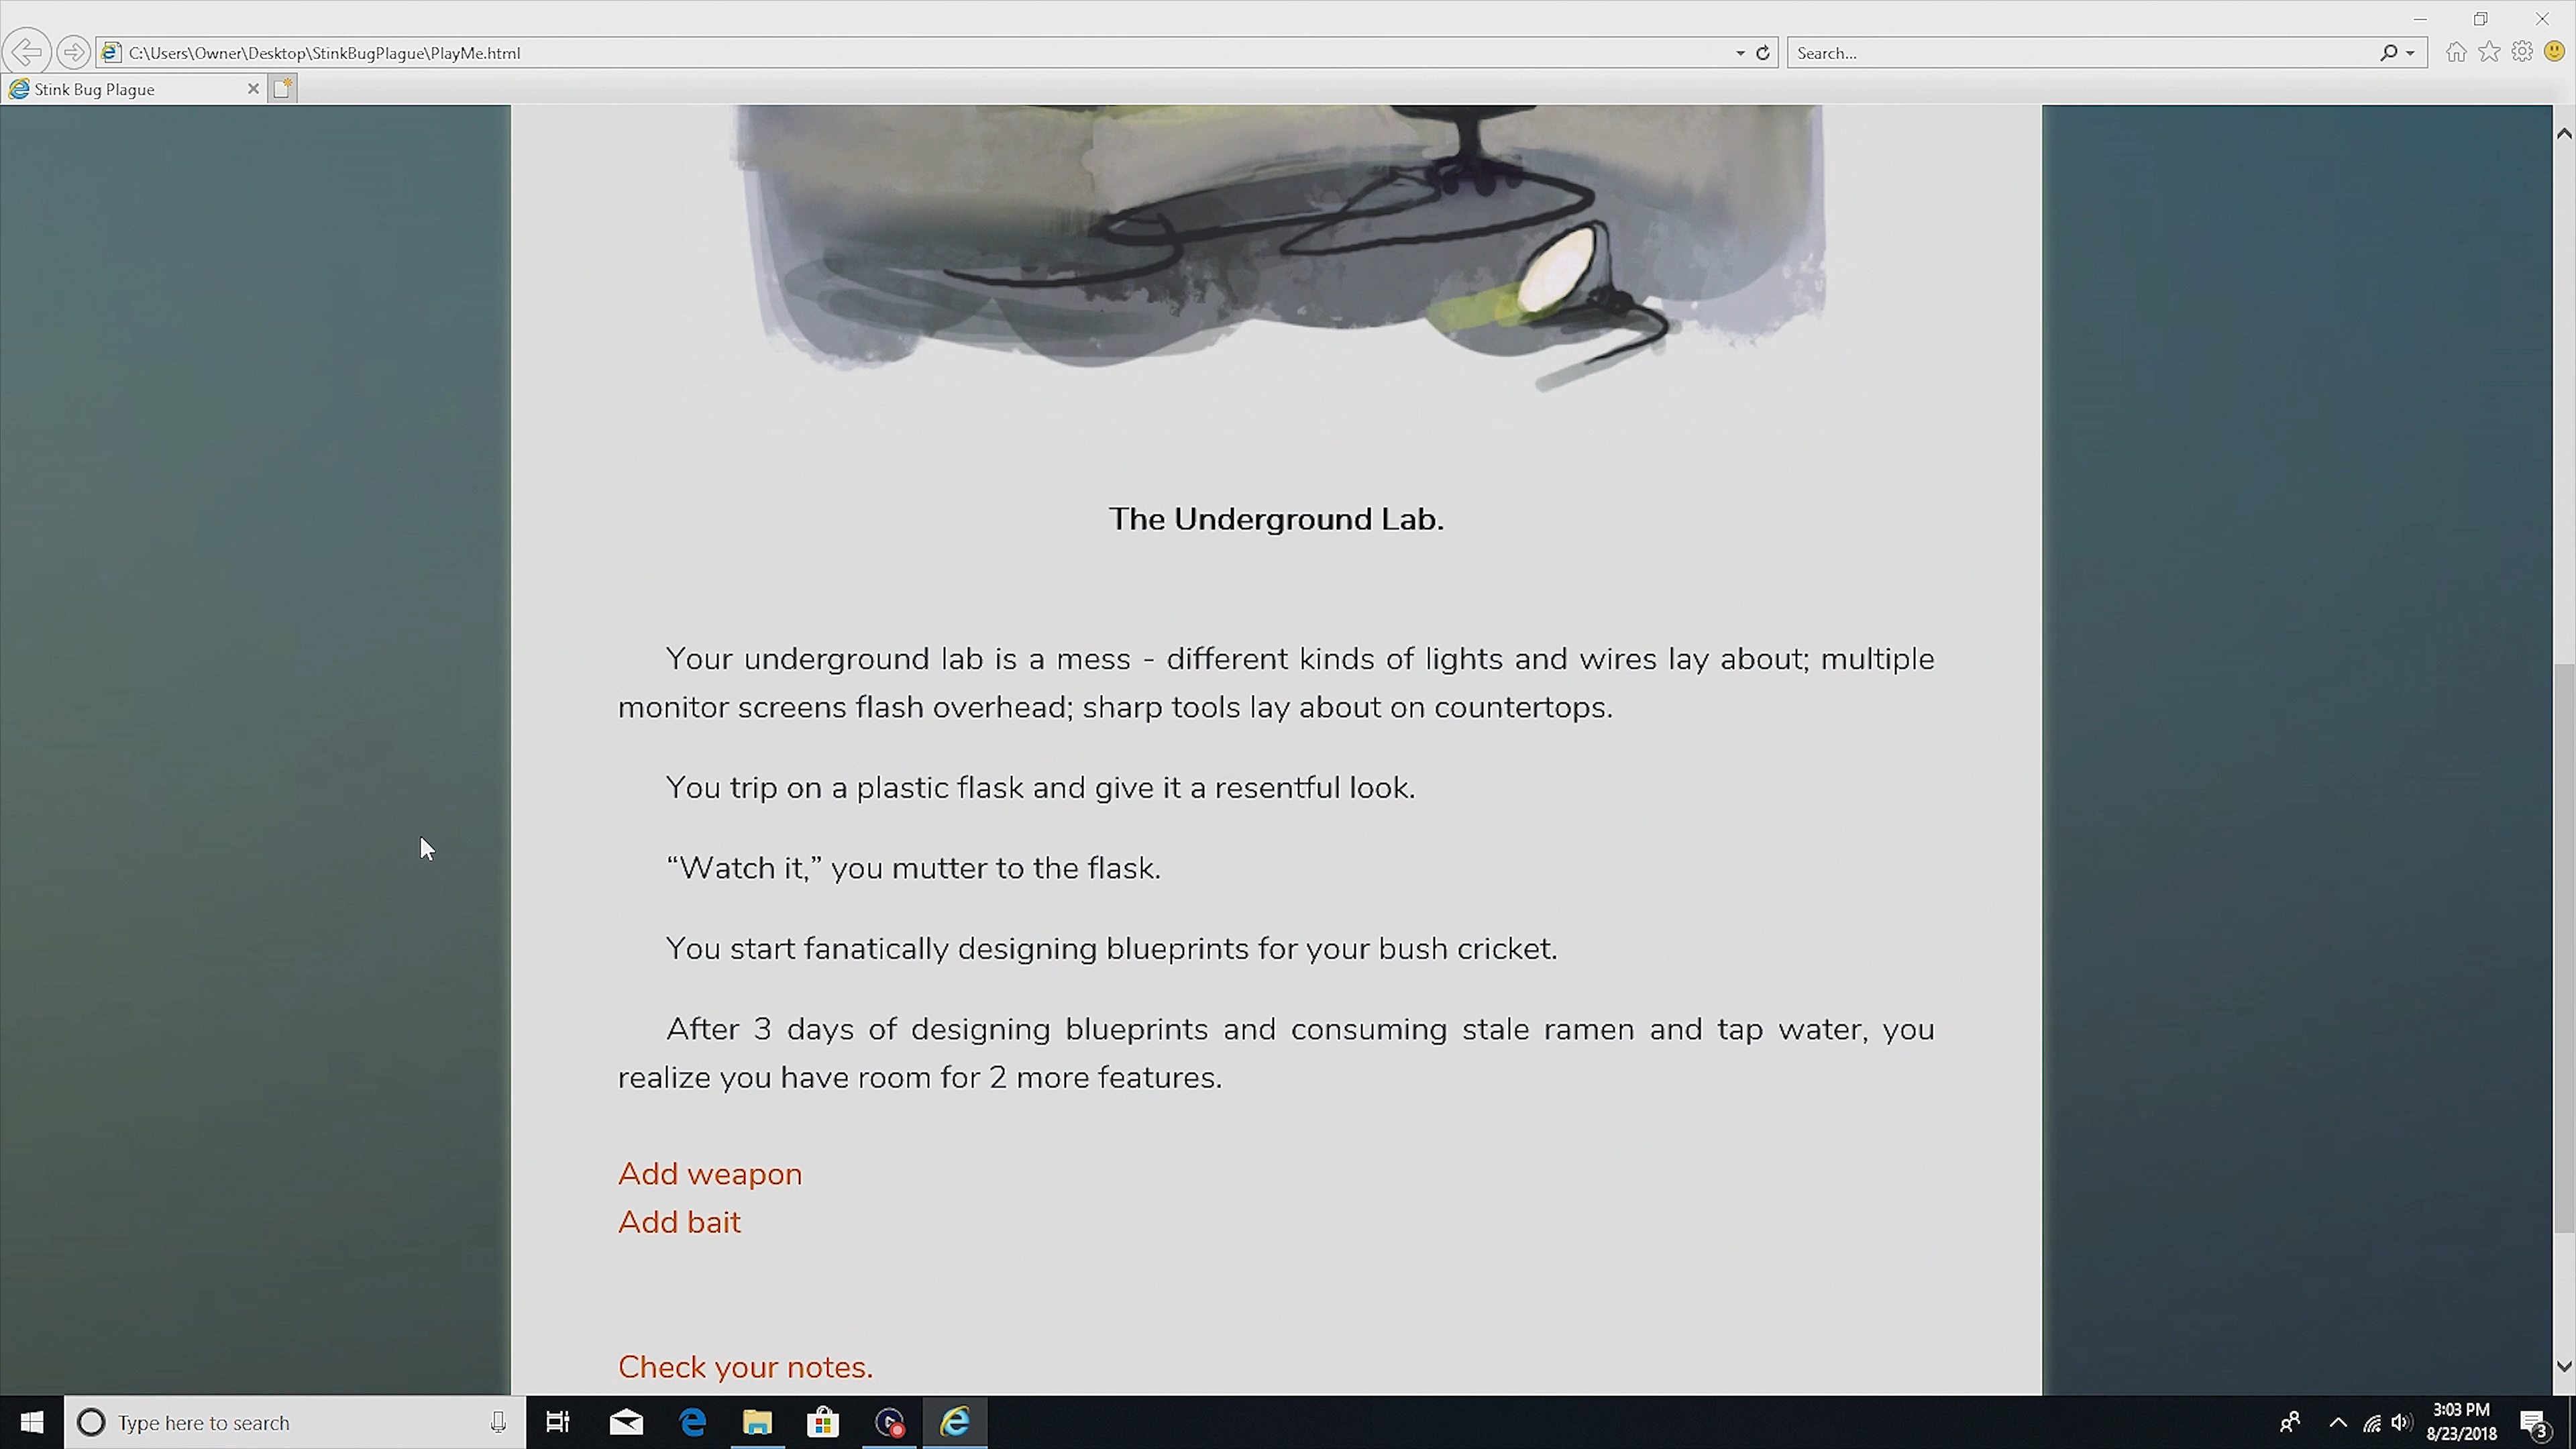 C:\Users\Owner\Desktop\StinkBugPlague\PlayMe.html
Search...
Stink Bug Plague
The Underground Lab.
Your underground lab is a mess - different kinds of lights and wires lay about; multiple
monitor screens flash overhead; sharp tools lay about on countertops.
You trip on a plastic flask and give it a resentful look.
“Watch it,” you mutter to the flask.
You start fanatically designing blueprints for your bush cricket.
After 3 days of designing blueprints and consuming stale ramen and tap water, you
realize you have room for 2 more features.
Add weapon
Add bait
Check your notes.
Type here to search
3:03 PM
8/23/2018
3